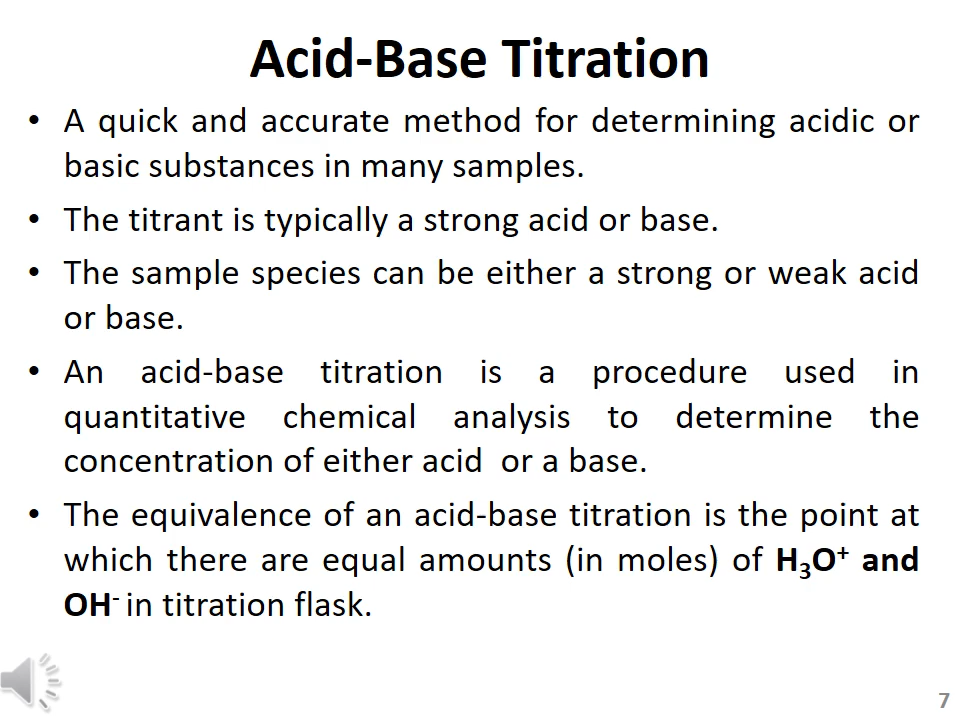 Acid-Base Titration
• A quick and accurate method for determining acidic or
basic substances in many samples.
• The titrant is typically a strong acid or base.
• The sample species can be either a strong or weak acid
or base.
• An acid-base titration is a procedure used in
quantitative chemical analysis to determine the
concentration of either acid  or a base.
• The equivalence of an acid-base titration is the point at
which there are equal amounts (in moles) of H₃O⁺ and
OH⁻ in titration flask.
7